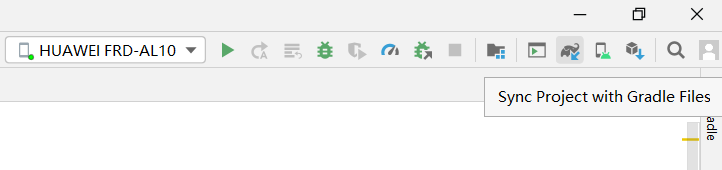 HUAWEI FRD-AL10
Sync Project with Gradle Files
adle